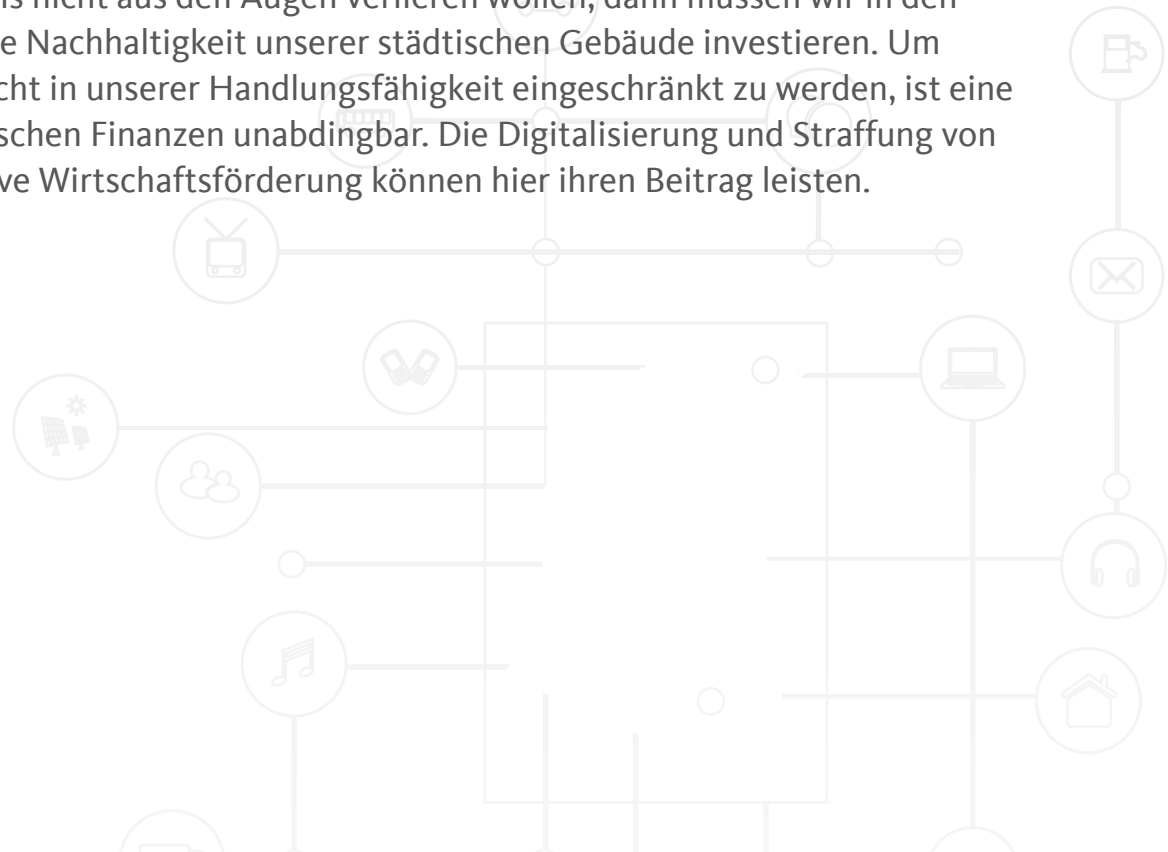 nicht aus den Augen verlieren wollen, dann müssen wir in den
e Nachhaltigkeit unserer städtischen Gebäude investieren. Um
cht in unserer Handlungsfähigkeit eingeschränkt zu werden, ist eine
schen Finanzen unabdingbar. Die Digitalisierung und Straffung von
ve Wirtschaftsförderung können hier ihren Beitrag leisten.